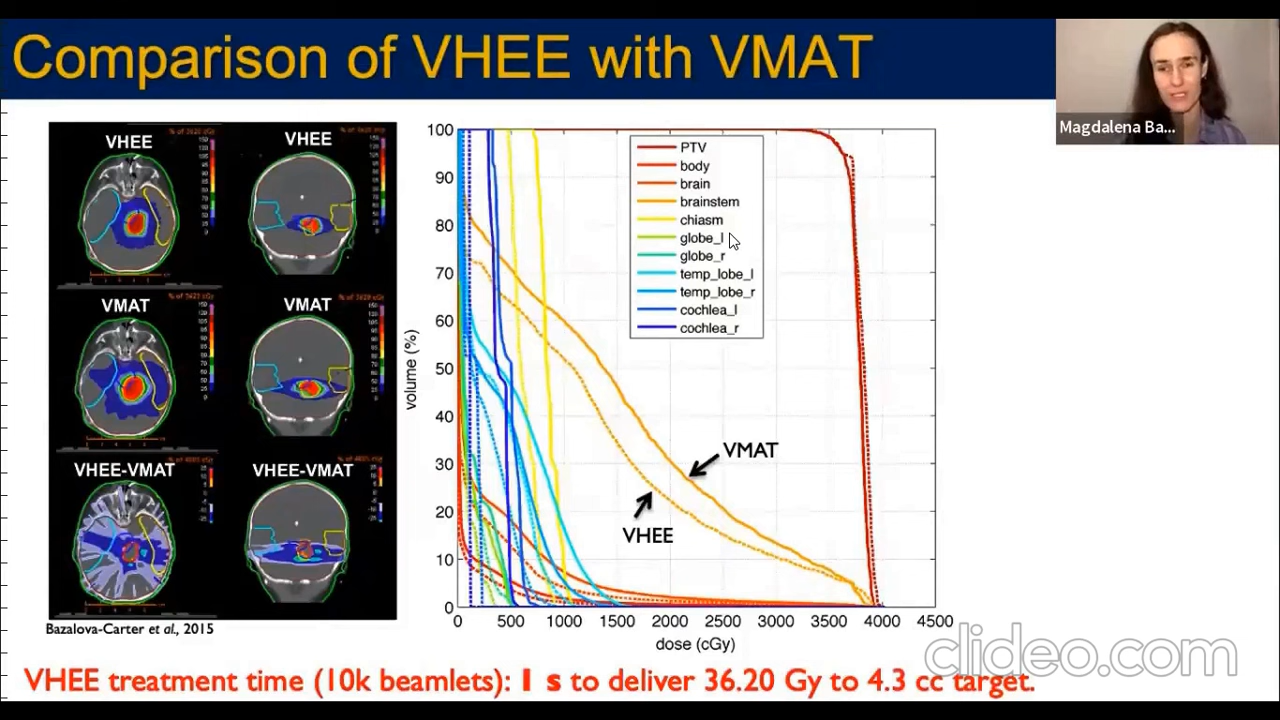 Comparison of VHEE with VMAT
Magdalena Ba...
VHEE
VHEE
VMAT
VMAT
VHEE-VMAT
VHEE-VMAT
Bazalova-Carter et al., 2015
100
90
80
70
60
50
40
30
20
10
0
volume (%)
PTV
body
brain
brainstem
chiasm
globe_l
globe_r
temp_lobe_l
temp_lobe_r
cochlea_l
cochlea_r
VMAT
VHEE
0 500 1000 1500 2000 2500 3000 3500 4000 4500
dose (cGy)
clideo.com
VHEE treatment time (10k beamlets): 1 s to deliver 36.20 Gy to 4.3 cc target.